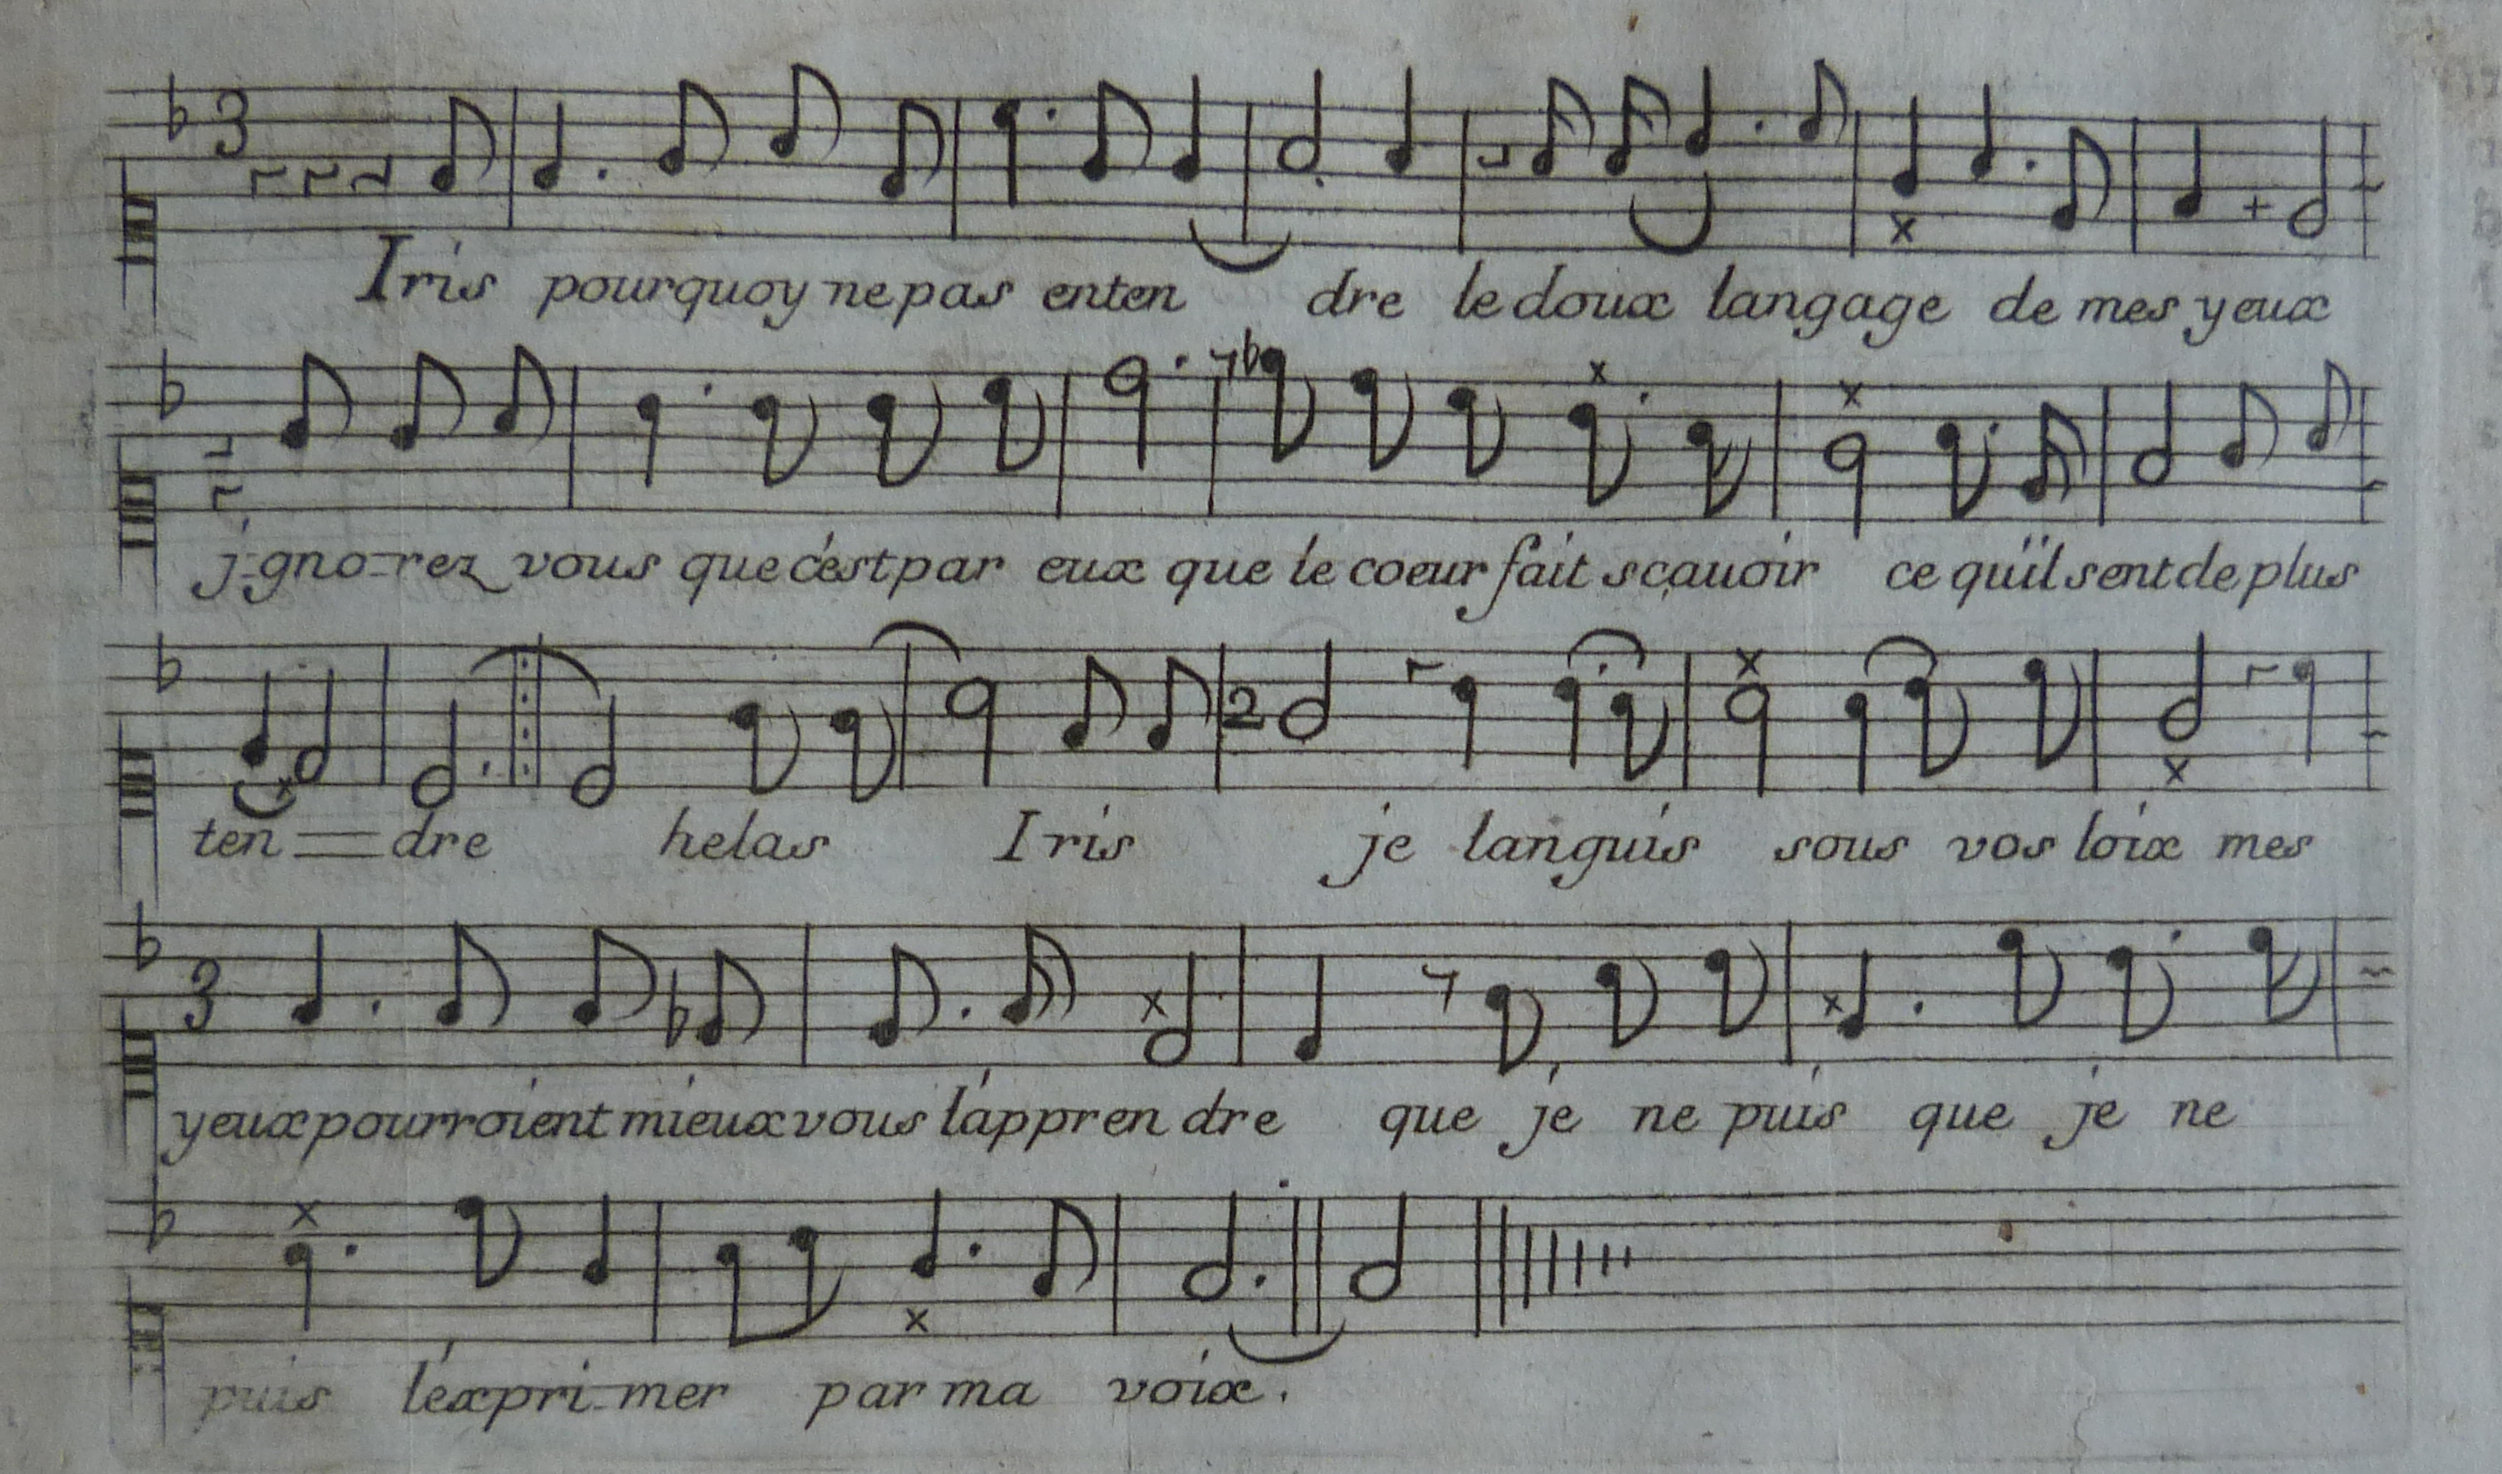 Iris pourquoy ne pas enten dre le doux langage de mes yeux
j-gno-rez vous que c'est par eux que le coeur fait sçauoir ce qu'il sent de plus
ten = dre helas Iris je languis sous vos loix mes
yeux pourroient mieux vous l'appren dre que je ne puis que je ne
puis l'expri-mer par ma voix.